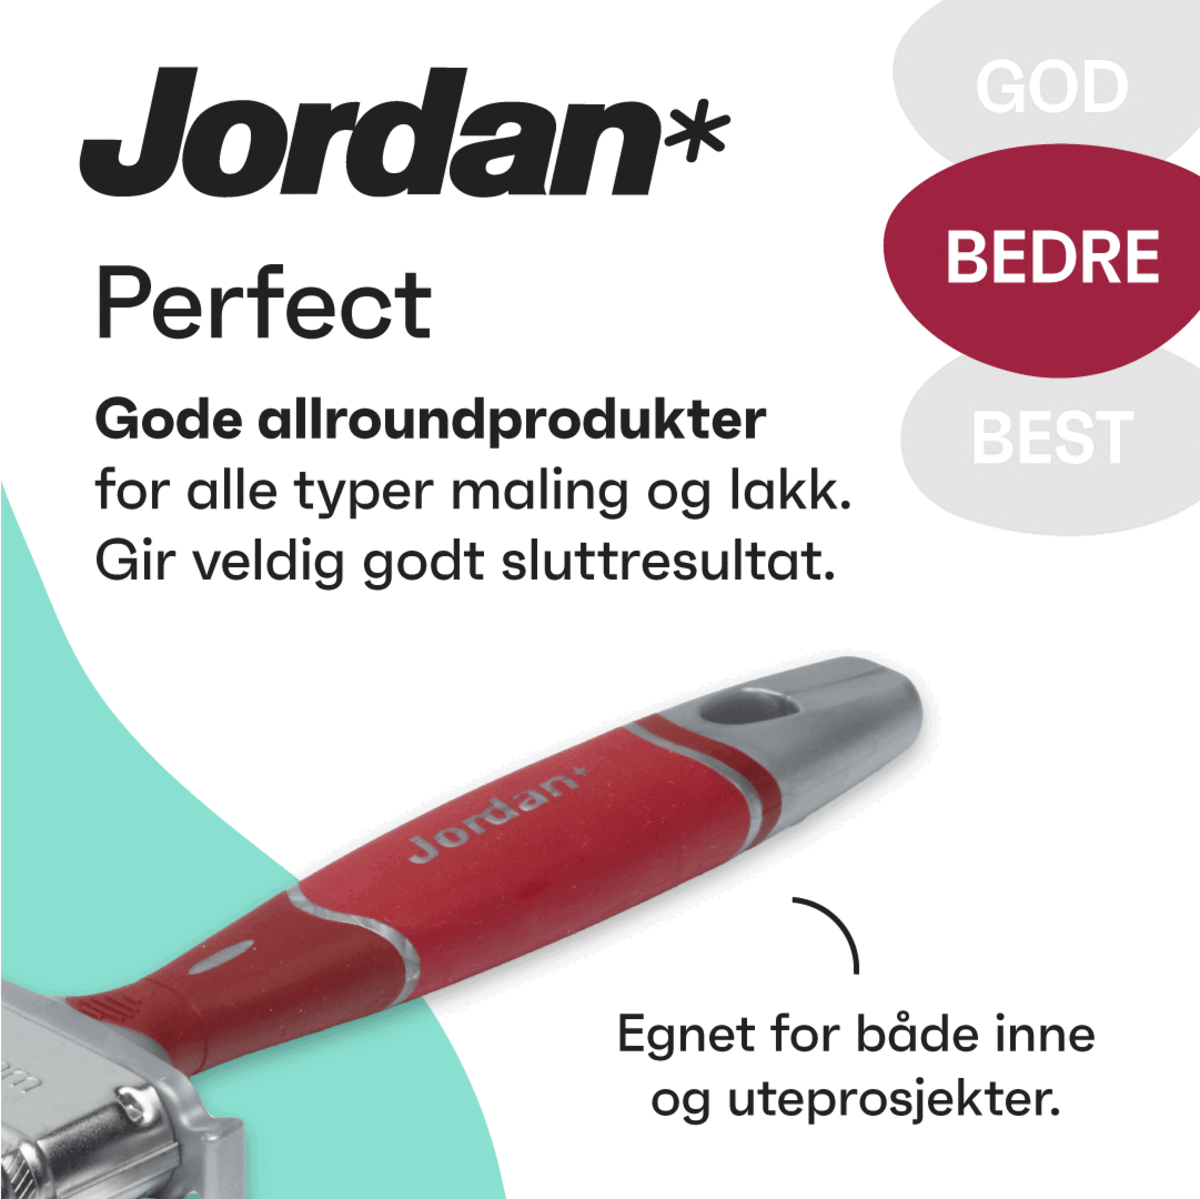 Jordan*
Perfect
Gode allroundprodukter
for alle typer maling og lakk.
Gir veldig godt sluttresultat.
GOD
BEDRE
BEST
Jordan*
Egnet for både inne
og uteprosjekter.